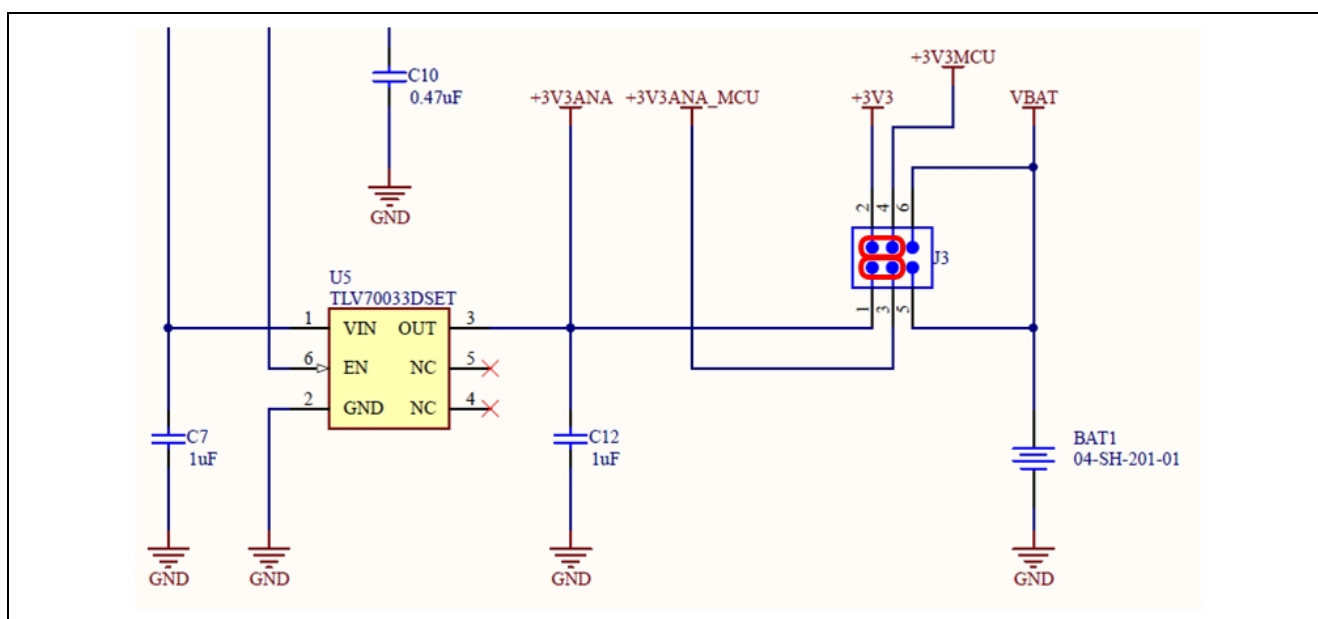 C10
0.47uF
GND
+3V3ANA
+3V3ANA_MCU
+3V3
+3V3MCU
VBAT
2
4
6
J3
1
3
5
U5
TLV70033DSET
1
VIN
OUT
3
6
EN
NC
5
2
GND
NC
4
C7
1uF
C12
1uF
BAT1
04-SH-201-01
GND
GND
GND
GND